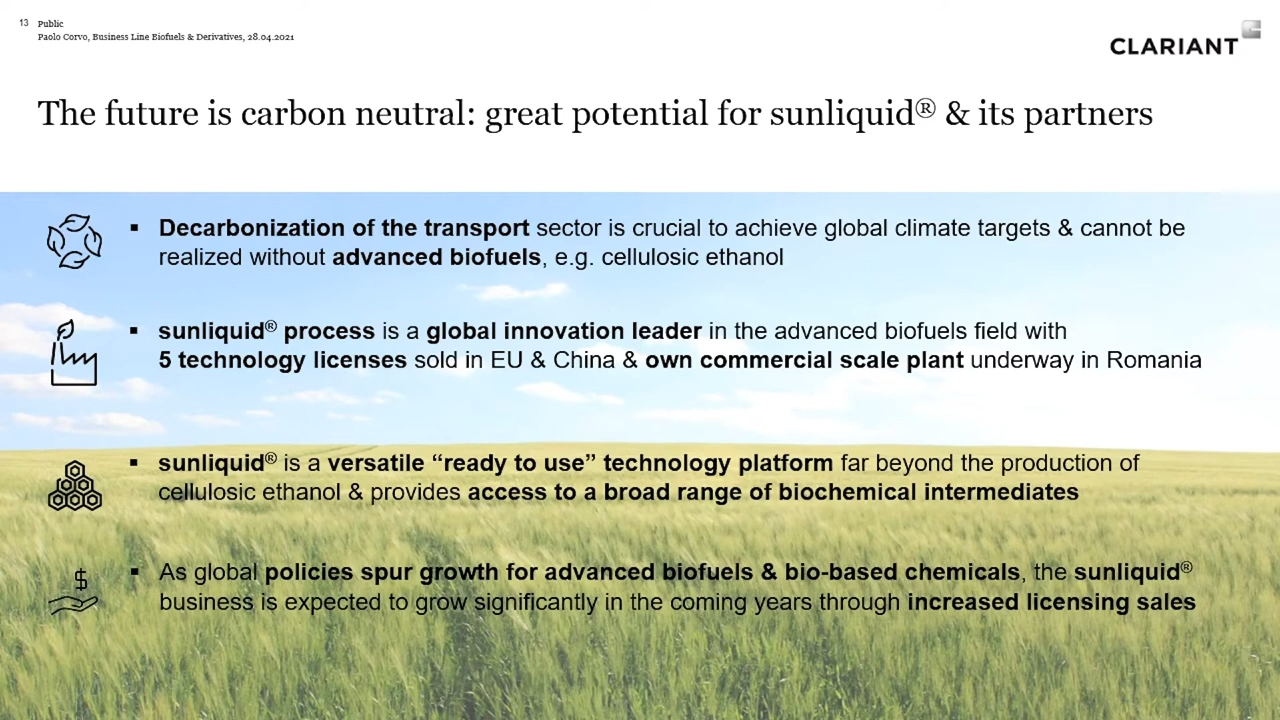 13 Public
Paolo Corvo, Business Line Biofuels & Derivatives, 28.04.2021
CLARIANT
The future is carbon neutral: great potential for sunliquid® & its partners
▪ Decarbonization of the transport sector is crucial to achieve global climate targets & cannot be
realized without advanced biofuels, e.g. cellulosic ethanol
▪ sunliquid® process is a global innovation leader in the advanced biofuels field with
5 technology licenses sold in EU & China & own commercial scale plant underway in Romania
▪ sunliquid® is a versatile “ready to use” technology platform far beyond the production of
cellulosic ethanol & provides access to a broad range of biochemical intermediates
$
▪ As global policies spur growth for advanced biofuels & bio-based chemicals, the sunliquid®
business is expected to grow significantly in the coming years through increased licensing sales